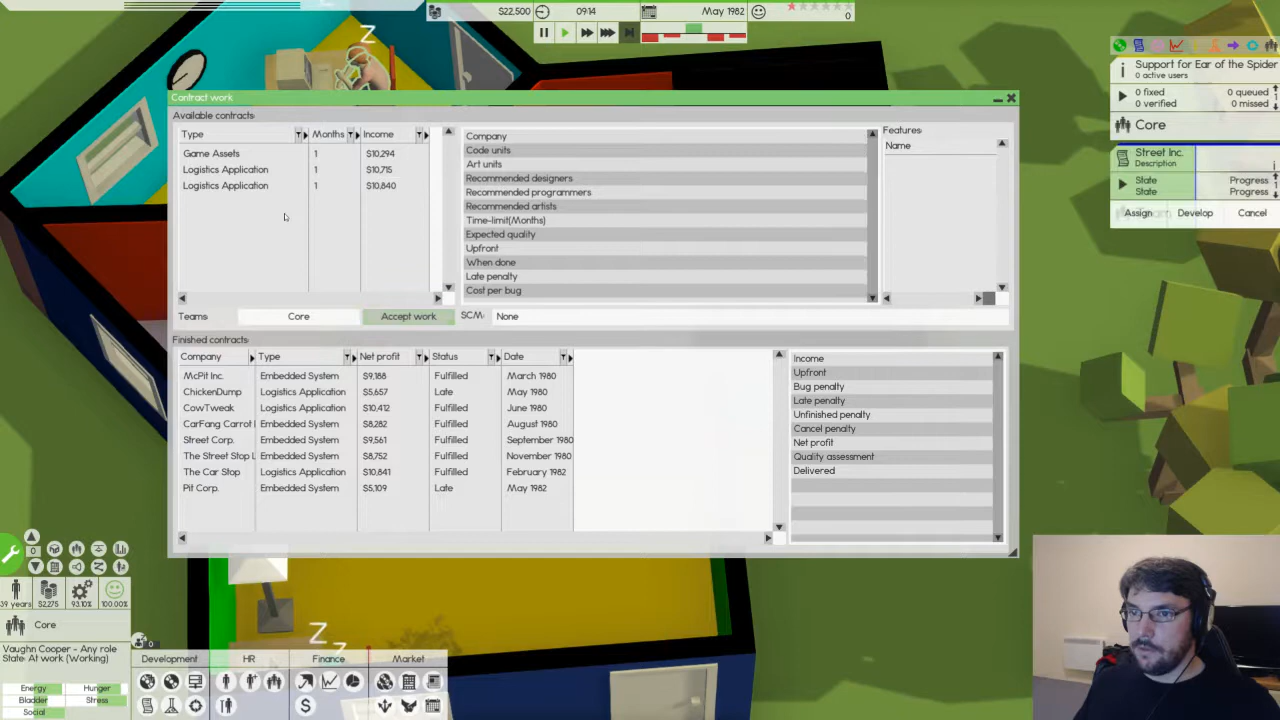 $22,500
09:14
May 1982
0
Z
Support for Ear of the Spider
0 active users
0 fixed 0 queued
0 verified 0 missed
Core
Street Inc.
Description
State Progress
State Progress
Assign Develop Cancel
Contract work
Available contracts:
Type Months Income
Game Assets 1 $10,294
Logistics Application 1 $10,715
Logistics Application 1 $10,840
Company
Code units
Art units
Recommended designers
Recommended programmers
Recommended artists
Time-limit(Months)
Expected quality
Upfront
When done
Late penalty
Cost per bug
Features:
Name
Teams: Core Accept work SCM: None
Finished contracts:
Company Type Net profit Status Date
McPit Inc. Embedded System $9,188 Fulfilled March 1980
ChickenDump Logistics Application $5,657 Late May 1980
CowTweak Logistics Application $10,412 Fulfilled June 1980
CarFang Carrot Embedded System $8,282 Fulfilled August 1980
Street Corp. Embedded System $9,561 Fulfilled September 1980
The Street Stop Embedded System $8,752 Fulfilled November 1980
The Car Stop Logistics Application $10,841 Fulfilled February 1982
Pit Corp. Embedded System $5,109 Late May 1982
Income
Upfront
Bug penalty
Late penalty
Unfinished penalty
Cancel penalty
Net profit
Quality assessment
Delivered
0
39 years $2,275 93.10% 100.00%
Core
Vaughn Cooper - Any role
State: At work (Working)
Energy Hunger
Bladder Stress
Social
Z
Z
Development HR Finance Market